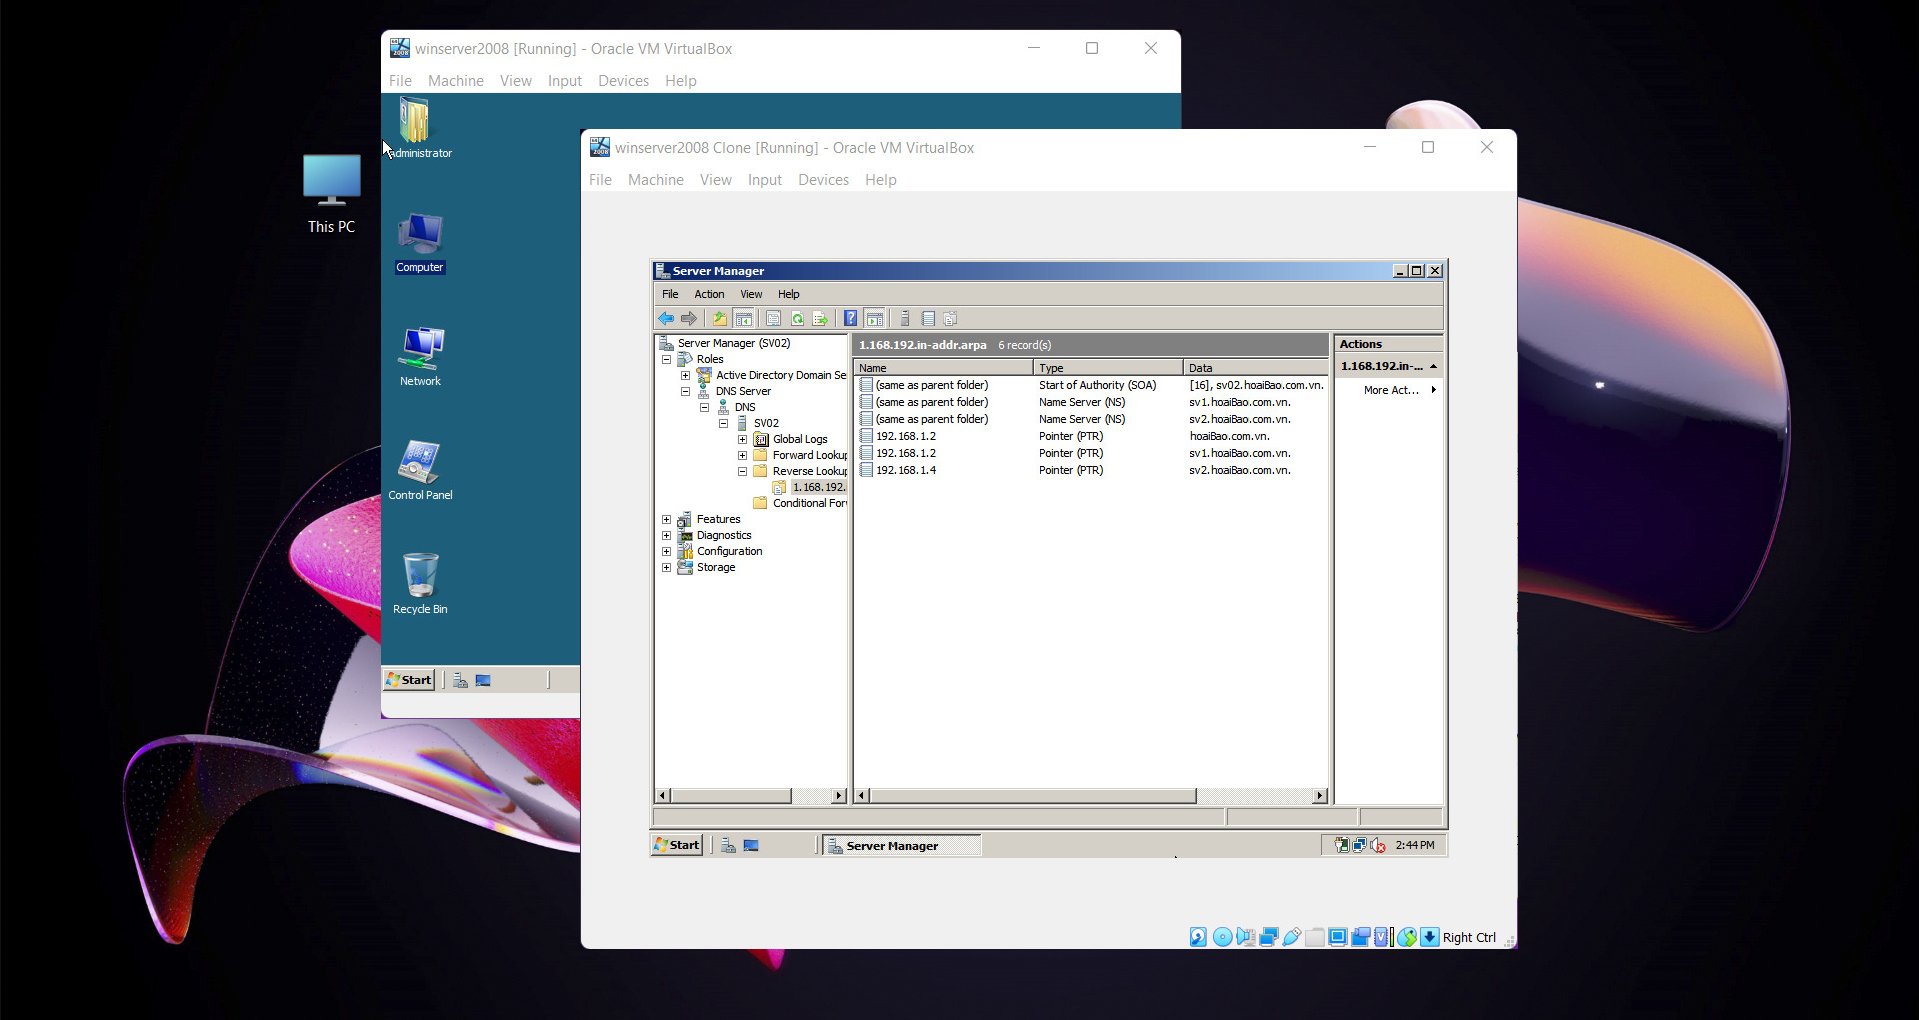 This PC
winserver2008 [Running] - Oracle VM VirtualBox
File Machine View Input Devices Help
Administrator
Computer
Network
Control Panel
Recycle Bin
Start
winserver2008 Clone [Running] - Oracle VM VirtualBox
File Machine View Input Devices Help
Server Manager
File Action View Help
Server Manager (SV02)
Roles
Active Directory Domain Se
DNS Server
DNS
SV02
Global Logs
Forward Lookup
Reverse Lookup
1.168.192.
Conditional For
Features
Diagnostics
Configuration
Storage
1.168.192.in-addr.arpa 6 record(s)
Name Type Data
(same as parent folder) Start of Authority (SOA) [16], sv02.hoaiBao.com.vn.
(same as parent folder) Name Server (NS) sv1.hoaiBao.com.vn.
(same as parent folder) Name Server (NS) sv2.hoaiBao.com.vn.
192.168.1.2 Pointer (PTR) hoaiBao.com.vn.
192.168.1.2 Pointer (PTR) sv1.hoaiBao.com.vn.
192.168.1.4 Pointer (PTR) sv2.hoaiBao.com.vn.
Actions
1.168.192.in-...
More Act...
Start Server Manager 2:44 PM
Right Ctrl